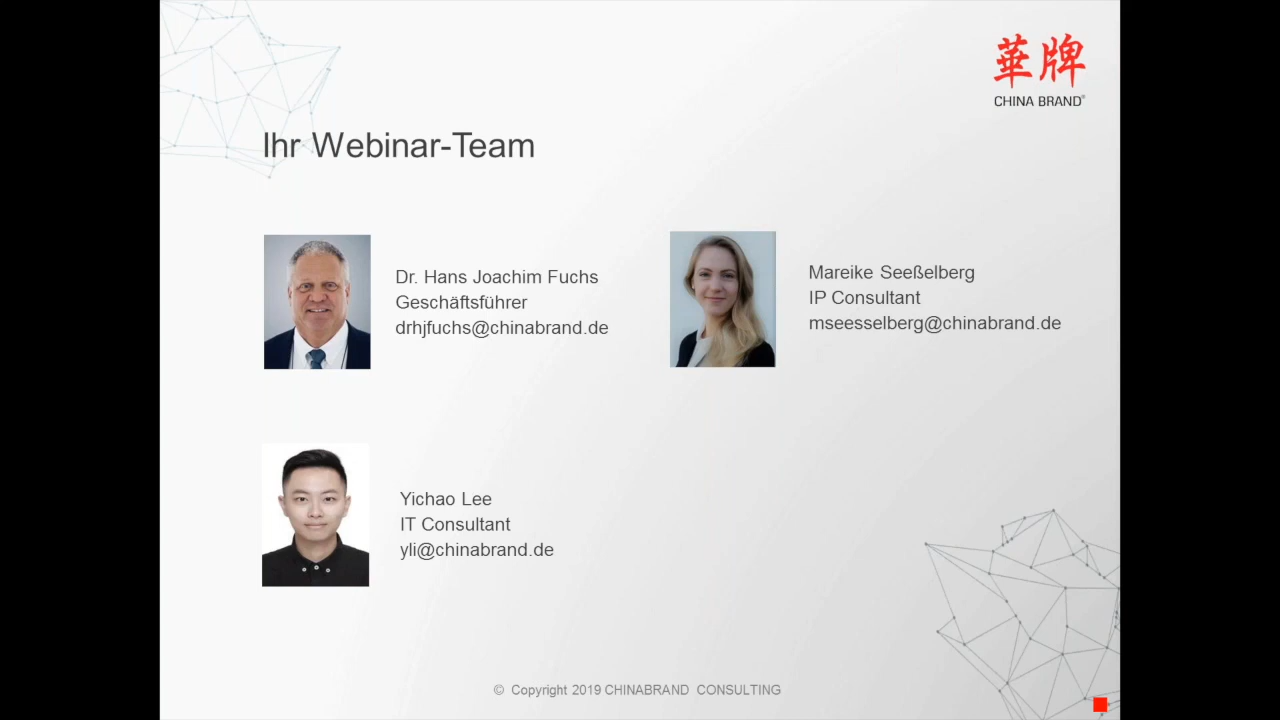 華牌
CHINA BRAND®
Ihr Webinar-Team
Dr. Hans Joachim Fuchs
Geschäftsführer
drhjfuchs@chinabrand.de
Mareike Seeßelberg
IP Consultant
mseesselberg@chinabrand.de
Yichao Lee
IT Consultant
yli@chinabrand.de
© Copyright 2019 CHINABRAND CONSULTING